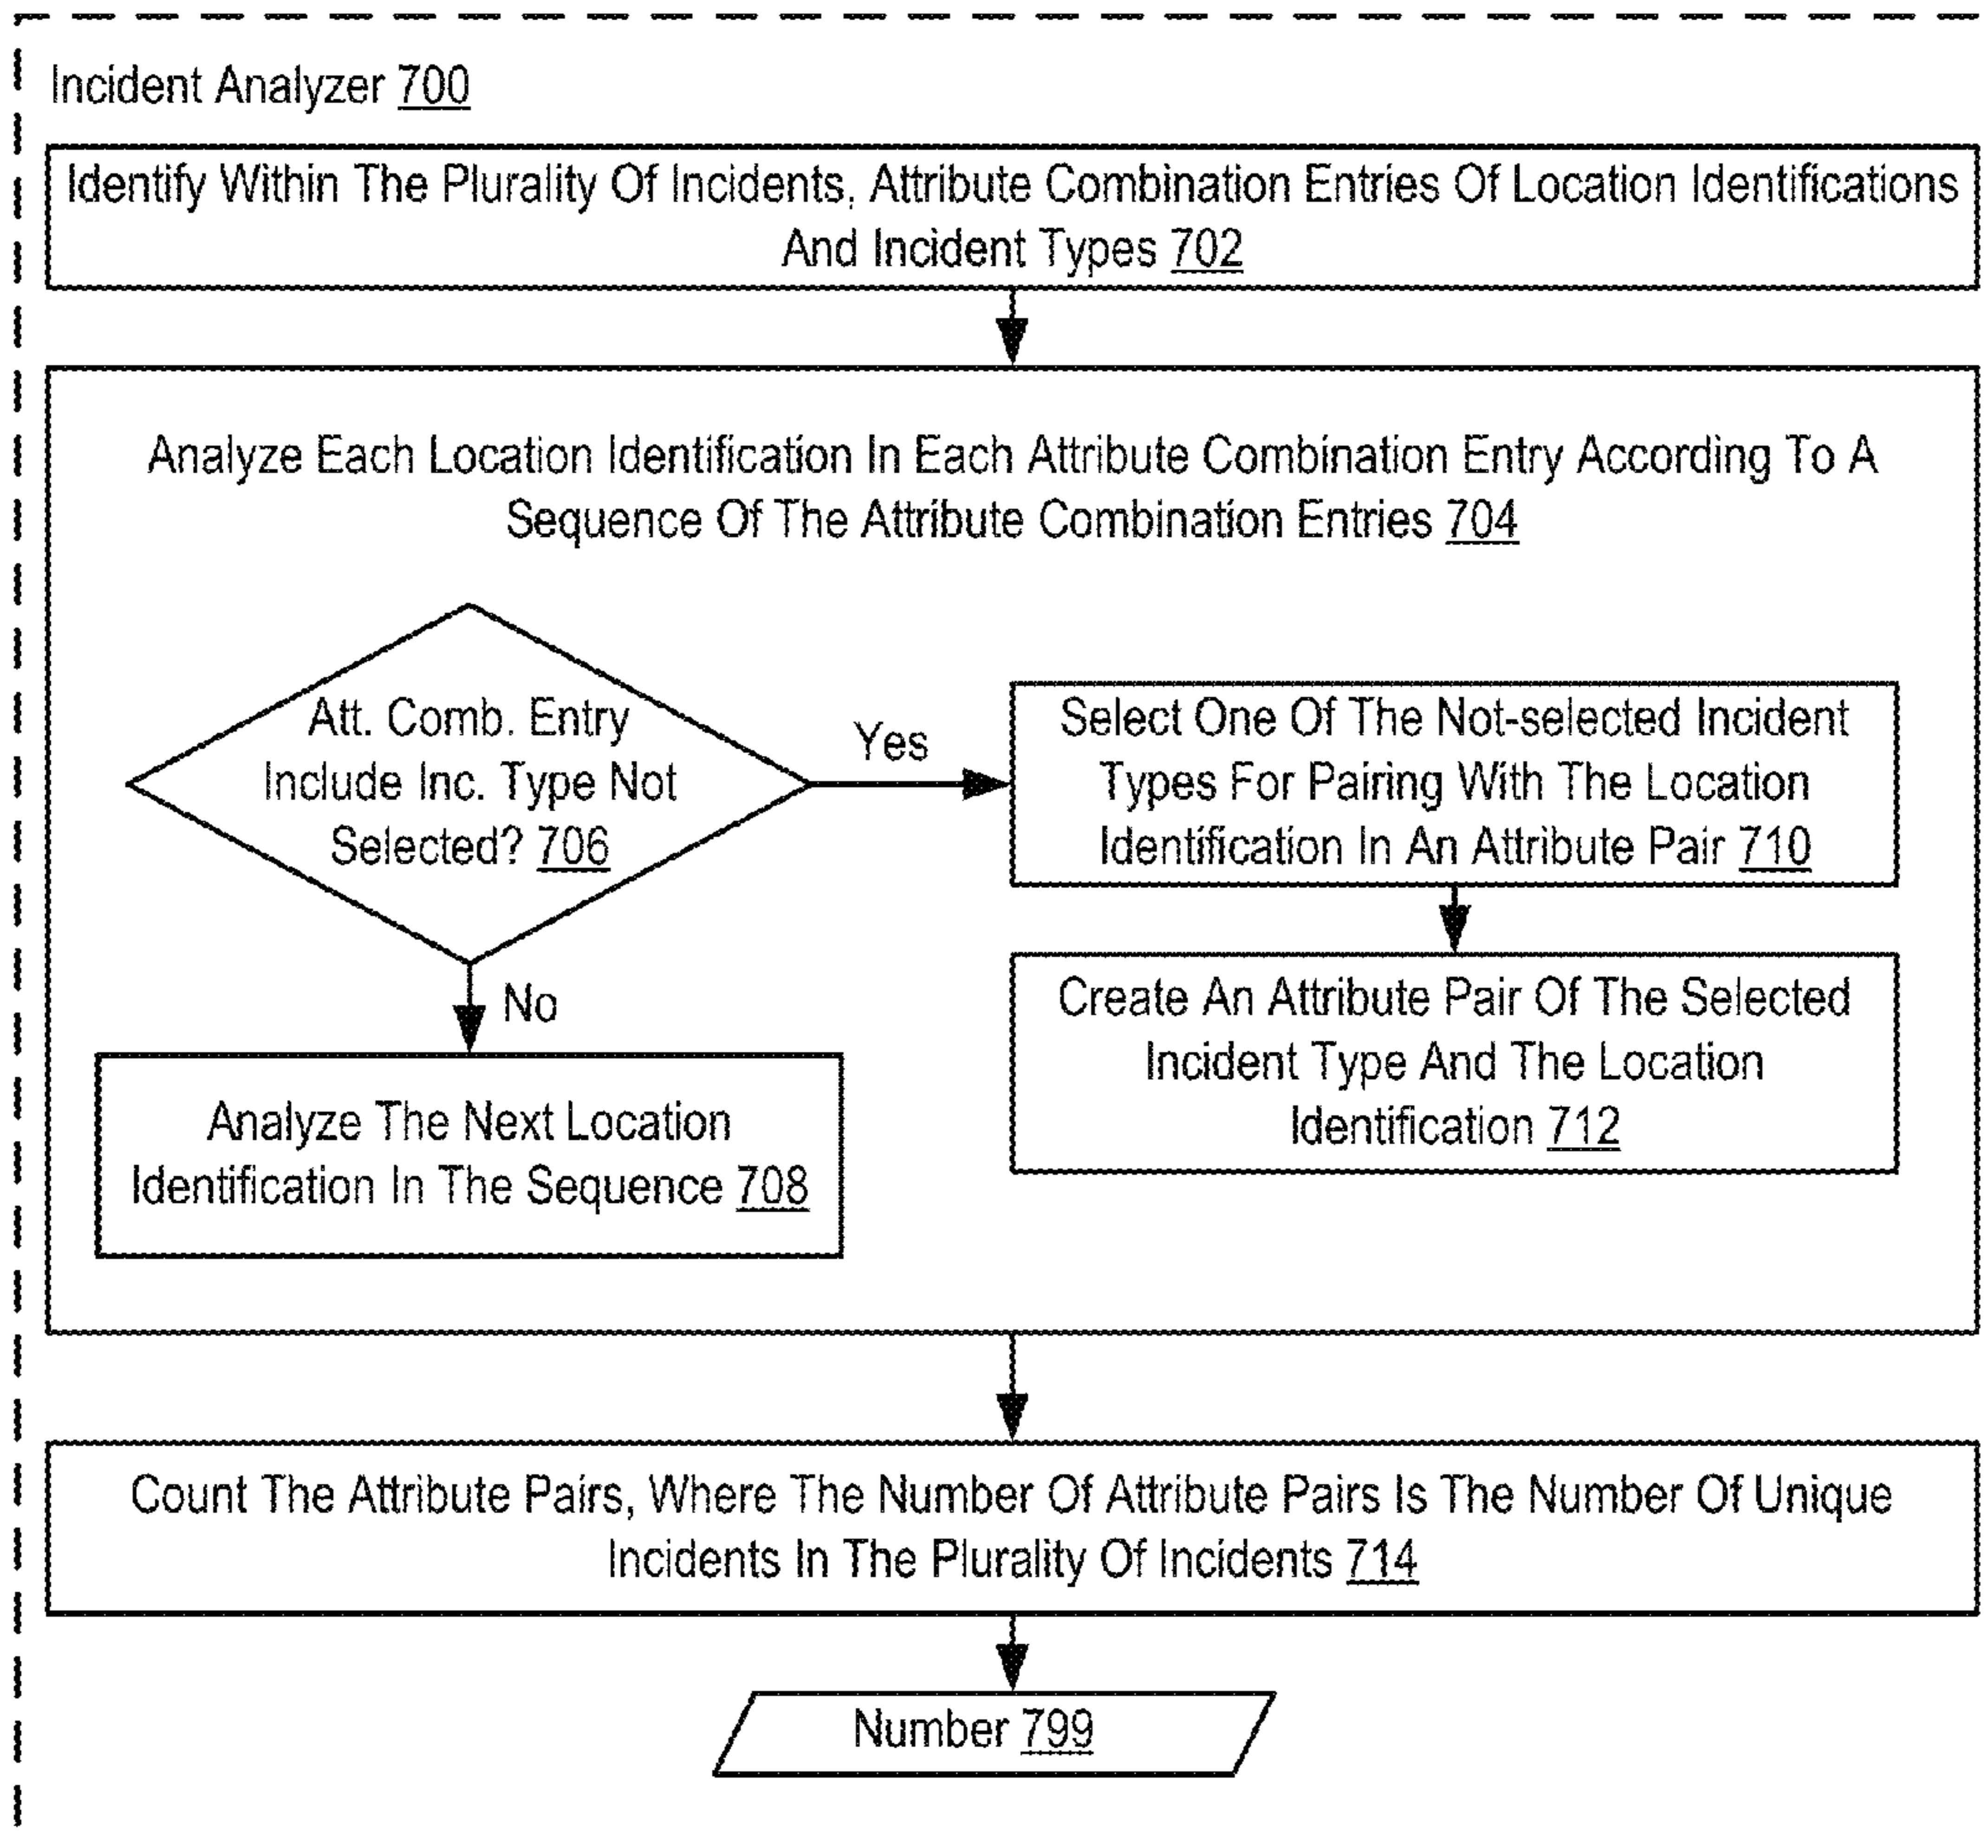 Incident Analyzer 700
Identify Within The Plurality Of Incidents, Attribute Combination Entries Of Location Identifications
And Incident Types 702
Analyze Each Location Identification In Each Attribute Combination Entry According To A
Sequence Of The Attribute Combination Entries 704
Att. Comb. Entry
Include Inc. Type Not
Selected? 706
Yes
Select One Of The Not-selected Incident
Types For Pairing With The Location
Identification In An Attribute Pair 710
No
Create An Attribute Pair Of The Selected
Incident Type And The Location
Identification 712
Analyze The Next Location
Identification In The Sequence 708
Count The Attribute Pairs, Where The Number Of Attribute Pairs Is The Number Of Unique
Incidents In The Plurality Of Incidents 714
Number 799